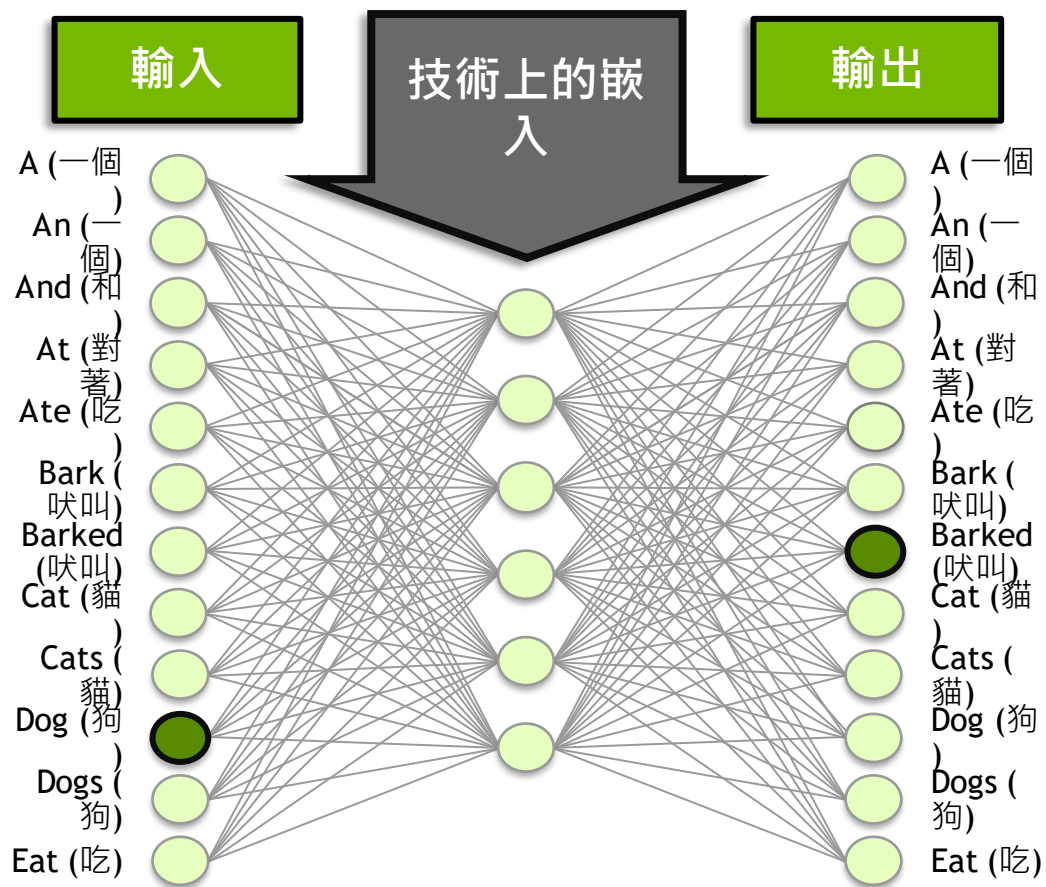 輸入
技術上的嵌
入
輸出
A (一個
)
An (一
個)
And (和
)
At (對
著)
Ate (吃
)
Bark (
吠叫)
Barked
(吠叫)
Cat (貓
)
Cats (
貓)
Dog (狗
)
Dogs (
狗)
Eat (吃)
A (一個
)
An (一
個)
And (和
)
At (對
著)
Ate (吃
)
Bark (
吠叫)
Barked
(吠叫)
Cat (貓
)
Cats (
貓)
Dog (狗
)
Dogs (
狗)
Eat (吃)